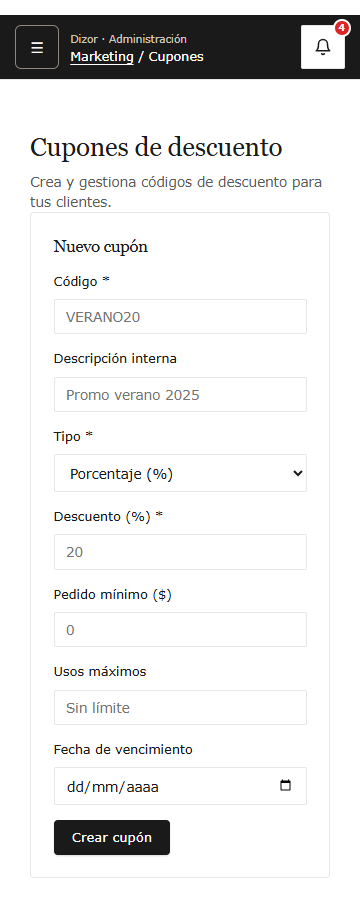 Dizor · Administración
Marketing / Cupones
4
Cupones de descuento
Crea y gestiona códigos de descuento para
tus clientes.
Nuevo cupón
Código *
VERANO20
Descripción interna
Promo verano 2025
Tipo *
Porcentaje (%)
Descuento (%) *
20
Pedido mínimo ($)
0
Usos máximos
Sin límite
Fecha de vencimiento
dd/mm/aaaa
Crear cupón